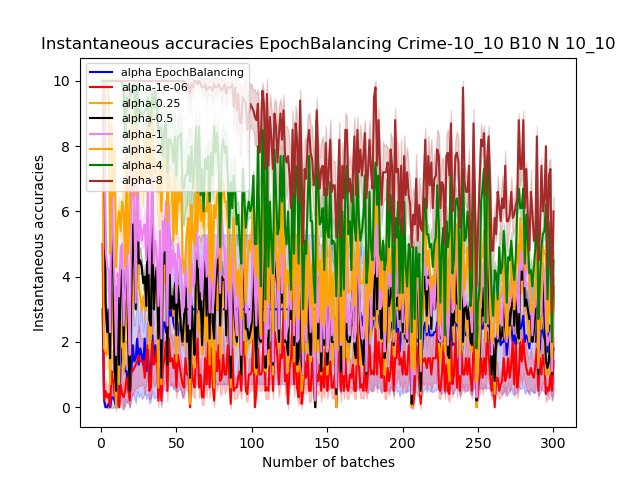 Instantaneous accuracies EpochBalancing Crime-10_10 B10 N 10_10
alpha EpochBalancing
alpha-1e-06
alpha-0.25
alpha-0.5
alpha-1
alpha-2
alpha-4
alpha-8
10
8
6
4
2
0
Instantaneous accuracies
0 50 100 150 200 250 300
Number of batches